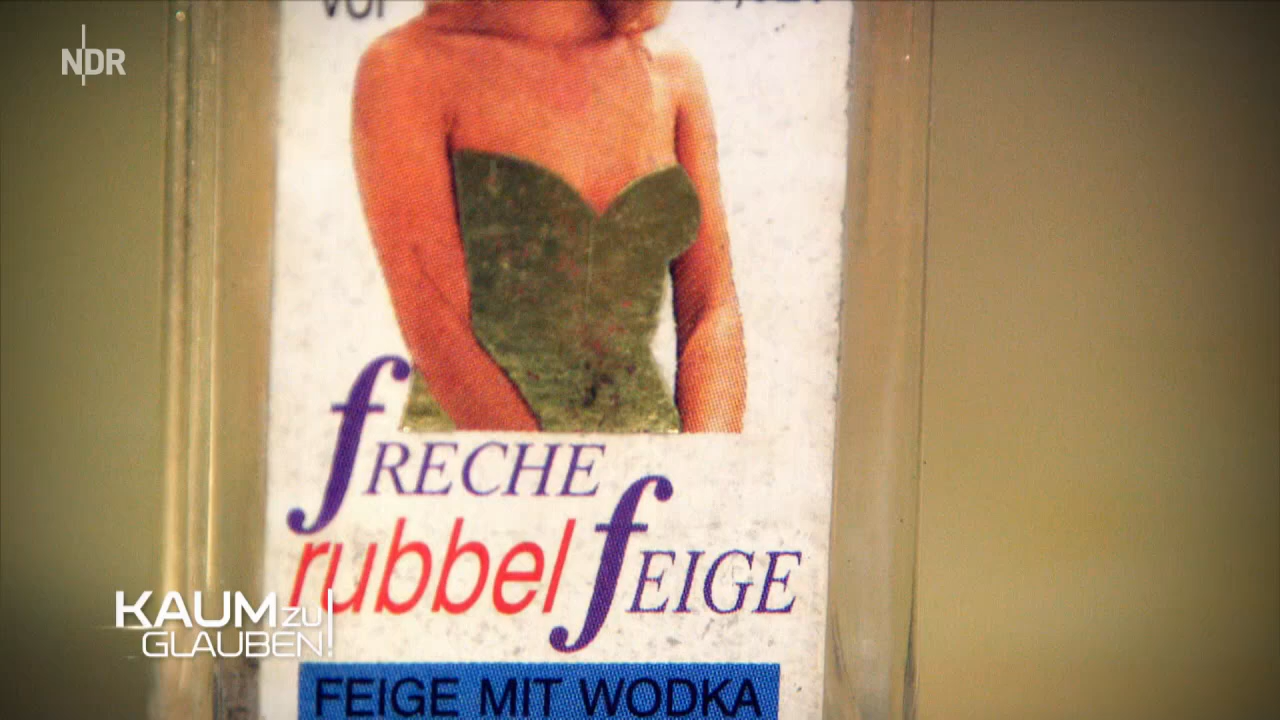 NDR
FRECHE
rubbel FEIGE
KAUM ZU
GLAUBEN!
FEIGE MIT WODKA